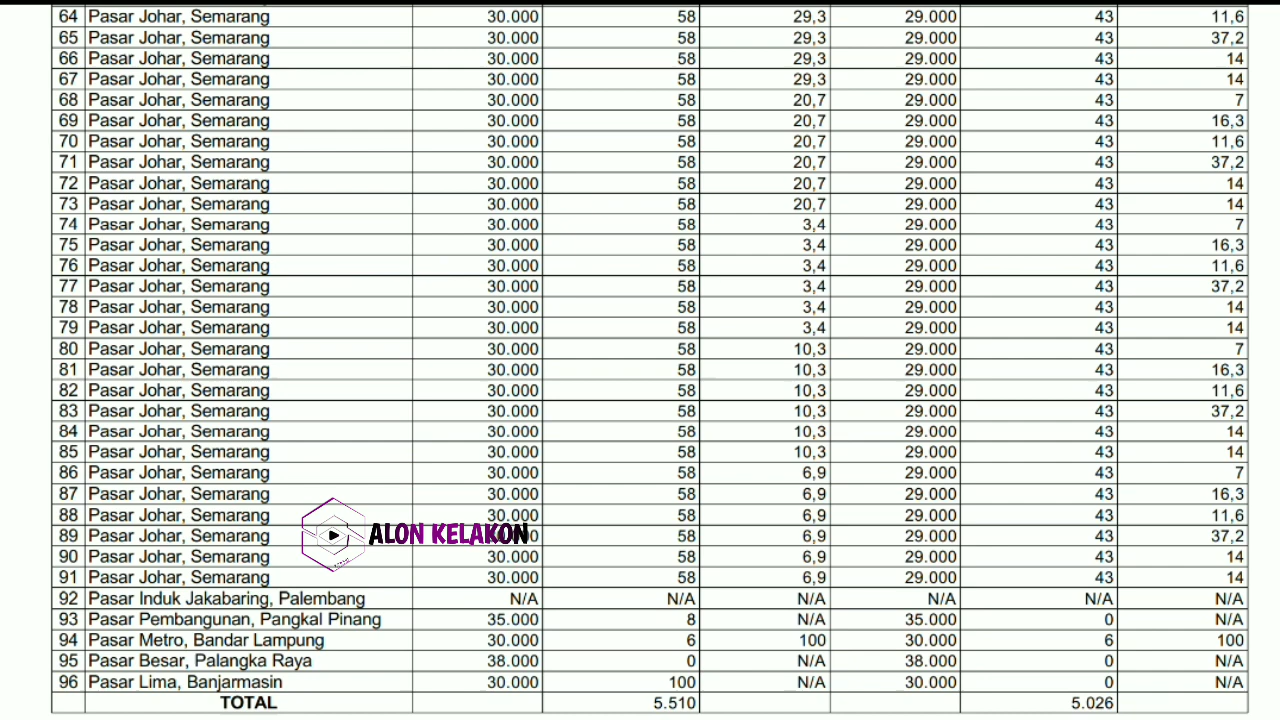 64 Pasar Johar, Semarang 30.000 58 29,3 29.000 43 11,6
65 Pasar Johar, Semarang 30.000 58 29,3 29.000 43 37,2
66 Pasar Johar, Semarang 30.000 58 29,3 29.000 43 14
67 Pasar Johar, Semarang 30.000 58 29,3 29.000 43 14
68 Pasar Johar, Semarang 30.000 58 20,7 29.000 43 7
69 Pasar Johar, Semarang 30.000 58 20,7 29.000 43 16,3
70 Pasar Johar, Semarang 30.000 58 20,7 29.000 43 11,6
71 Pasar Johar, Semarang 30.000 58 20,7 29.000 43 37,2
72 Pasar Johar, Semarang 30.000 58 20,7 29.000 43 14
73 Pasar Johar, Semarang 30.000 58 20,7 29.000 43 14
74 Pasar Johar, Semarang 30.000 58 3,4 29.000 43 7
75 Pasar Johar, Semarang 30.000 58 3,4 29.000 43 16,3
76 Pasar Johar, Semarang 30.000 58 3,4 29.000 43 11,6
77 Pasar Johar, Semarang 30.000 58 3,4 29.000 43 37,2
78 Pasar Johar, Semarang 30.000 58 3,4 29.000 43 14
79 Pasar Johar, Semarang 30.000 58 3,4 29.000 43 14
80 Pasar Johar, Semarang 30.000 58 10,3 29.000 43 7
81 Pasar Johar, Semarang 30.000 58 10,3 29.000 43 16,3
82 Pasar Johar, Semarang 30.000 58 10,3 29.000 43 11,6
83 Pasar Johar, Semarang 30.000 58 10,3 29.000 43 37,2
84 Pasar Johar, Semarang 30.000 58 10,3 29.000 43 14
85 Pasar Johar, Semarang 30.000 58 10,3 29.000 43 14
86 Pasar Johar, Semarang 30.000 58 6,9 29.000 43 7
87 Pasar Johar, Semarang 30.000 58 6,9 29.000 43 16,3
88 Pasar Johar, Semarang 30.000 58 6,9 29.000 43 11,6
89 Pasar Johar, Semarang 58 6,9 29.000 43 37,2
ALON KELAKON
90 Pasar Johar, Semarang 30.000 58 6,9 29.000 43 14
91 Pasar Johar, Semarang 30.000 58 6,9 29.000 43 14
92 Pasar Induk Jakabaring, Palembang N/A N/A N/A N/A N/A N/A
93 Pasar Pembangunan, Pangkal Pinang 35.000 8 N/A 35.000 0 N/A
94 Pasar Metro, Bandar Lampung 30.000 6 100 30.000 6 100
95 Pasar Besar, Palangka Raya 38.000 0 N/A 38.000 0 N/A
96 Pasar Lima, Banjarmasin 30.000 100 N/A 30.000 0 N/A
TOTAL 5.510 5.026